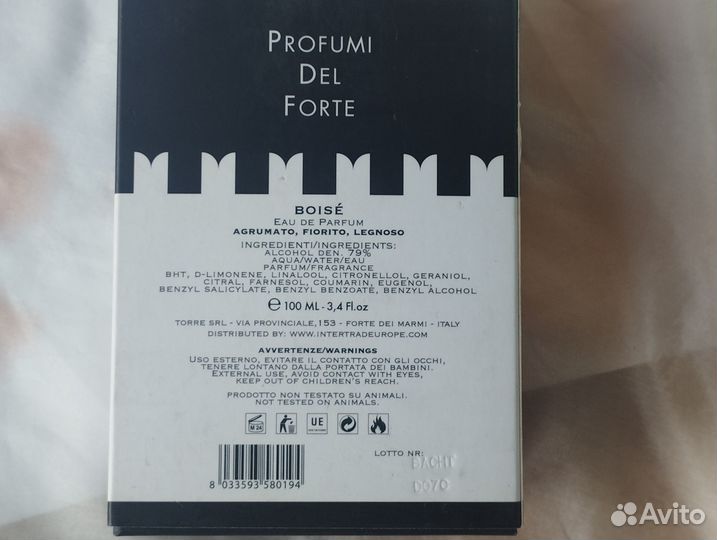 PROFUMI
DEL
FORTE
BOISÉ
EAU DE PARFUM
AGRUMATO, FIORITO, LEGNOSO
INGREDIENTI/INGREDIENTS:
ALCOHOL DEN. 79%
AQUA/WATER/EAU
PARFUM/FRAGRANCE
BHT, D-LIMONENE, LINALOOL, CITRONELLOL, GERANIOL,
CITRAL, FARNESOL, COUMARIN, EUGENOL,
BENZYL SALICYLATE, BENZYL BENZOATE, BENZYL ALCOHOL
℮ 100 ML - 3,4 Fl.oz
TORRE SRL - VIA PROVINCIALE,153 - FORTE DEI MARMI - ITALY
DISTRIBUTED BY: WWW.INTERTRADEUROPE.COM
AVVERTENZE/WARNINGS
USO ESTERNO, EVITARE IL CONTATTO CON GLI OCCHI,
TENERE LONTANO DALLA PORTATA DEI BAMBINI.
EXTERNAL USE, AVOID CONTACT WITH EYES,
KEEP OUT OF CHILDREN'S REACH.
PRODOTTO NON TESTATO SU ANIMALI.
NOT TESTED ON ANIMALS.
M 24
UE
LOTTO NR:
8 033593 580194
Avito